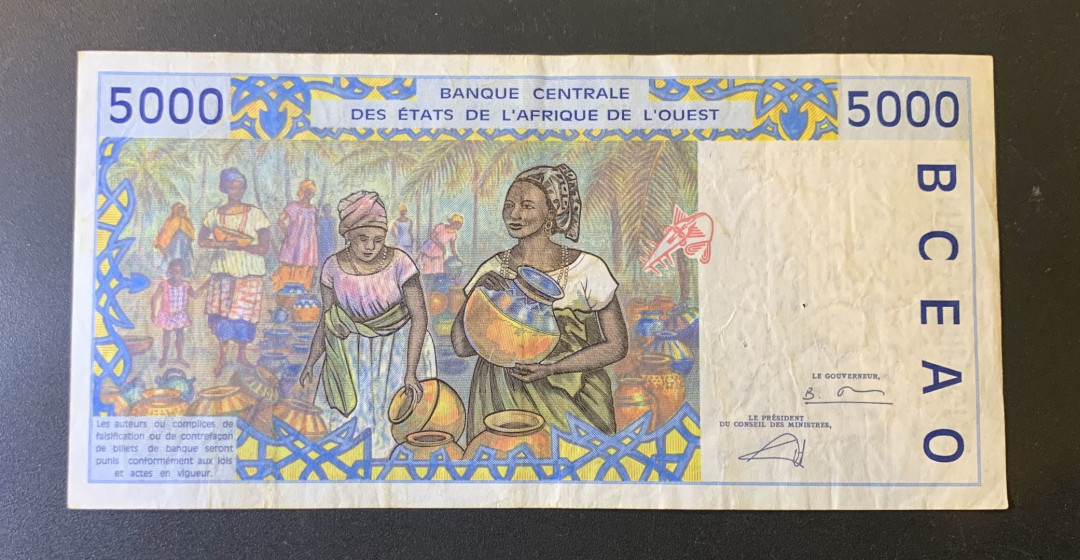 5000
BANQUE CENTRALE
DES ÉTATS DE L'AFRIQUE DE L'OUEST
5000
BCEAO
LE GOUVERNEUR,
LE PRÉSIDENT
DU CONSEIL DES MINISTRES,
Les auteurs ou complices de
falsification ou de contrefaçon
de billets de banque seront
punis conformément aux lois
et actes en vigueur.